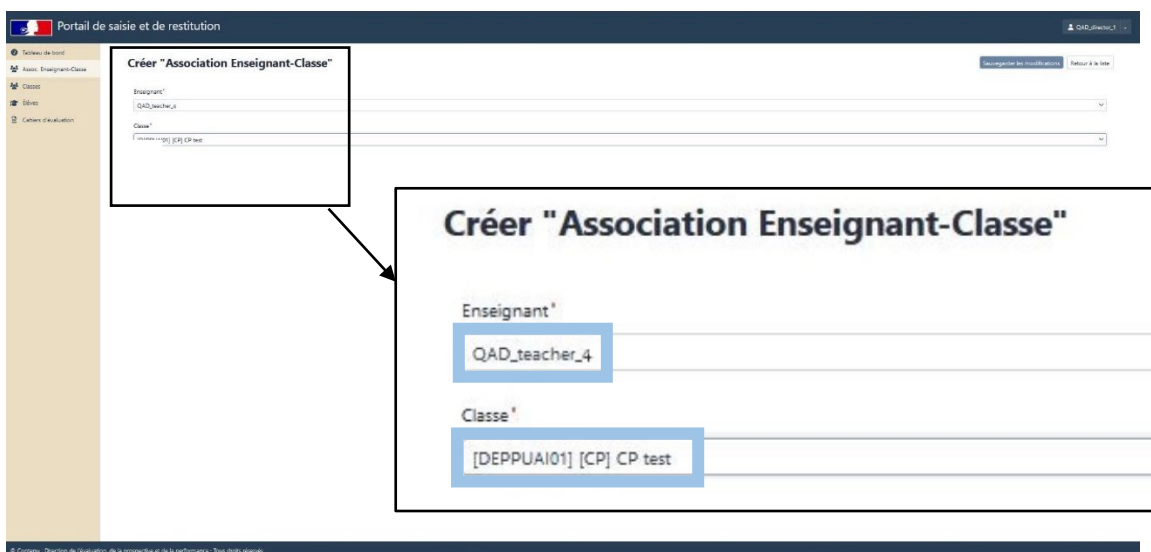 Portail de saisie et de restitution
QAD_director_1
Tableau de bord
Assoc. Enseignant-Classe
Classes
Élèves
Cahiers d'évaluation
Créer "Association Enseignant-Classe"
Sauvegarder les modifications
Retour à la liste
Enseignant*
QAD_teacher_4
Classe*
[CP] CP test
Créer "Association Enseignant-Classe"
Enseignant*
QAD_teacher_4
Classe*
[DEPPUAI01] [CP] CP test
Direction de l'évaluation, de la prospective et de la performance - Tous droits réservés